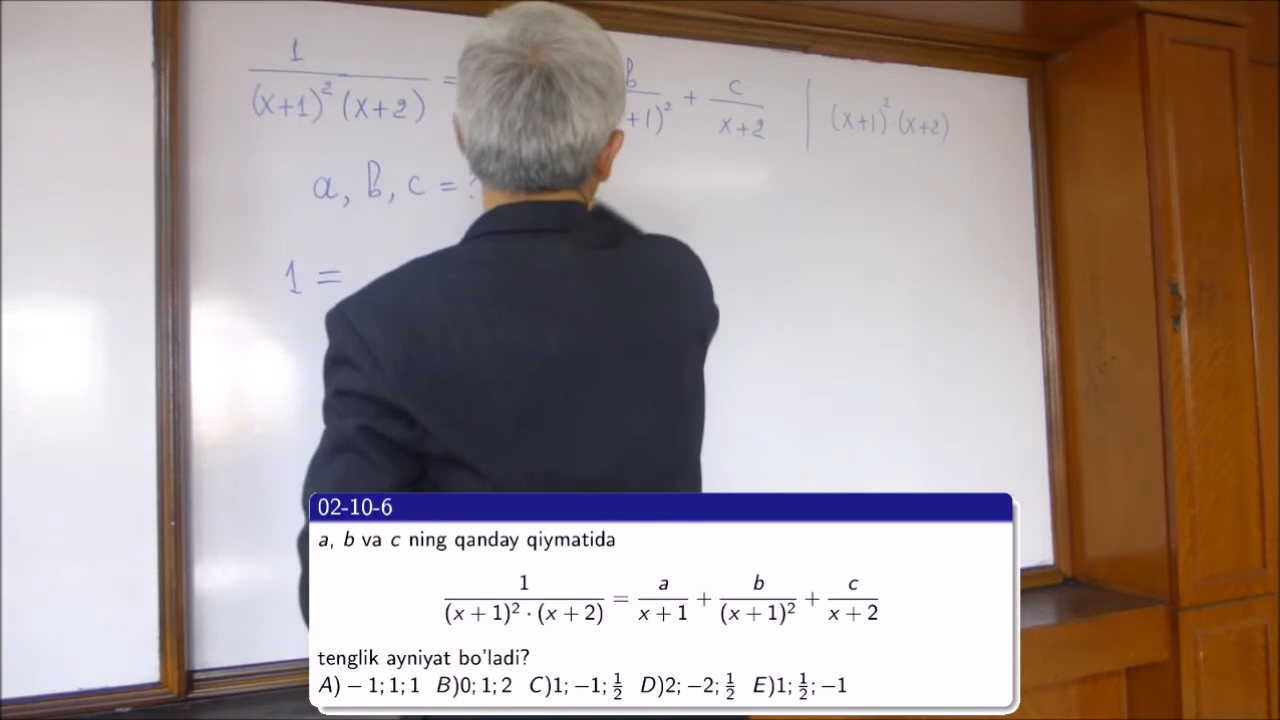 1/((x+1)²(x+2)) = b/(+1)² + c/(x+2) | (x+1)²·(x+2)
a, b, c = ?
1 =
02-10-6
a, b va c ning qanday qiymatida
1/((x + 1)² · (x + 2)) = a/(x + 1) + b/((x + 1)²) + c/(x + 2)
tenglik ayniyat bo'ladi?
A) − 1; 1; 1 B)0; 1; 2 C)1; −1; 1/2 D)2; −2; 1/2 E)1; 1/2; −1